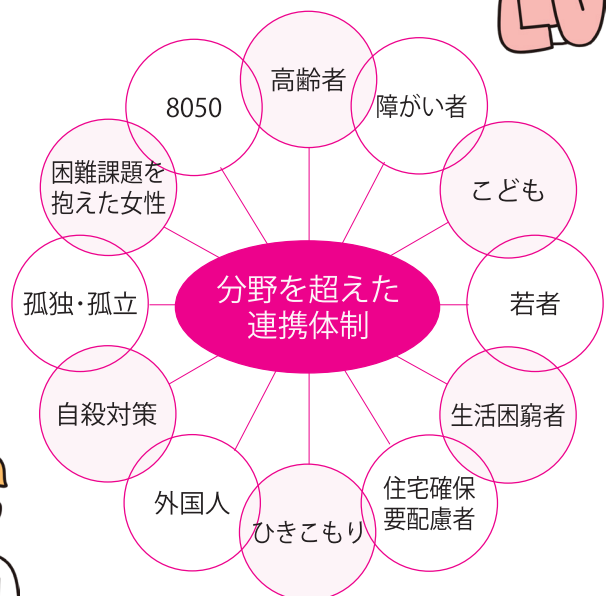 高齢者
障がい者
こども
若者
生活困窮者
住宅確保
要配慮者
ひきこもり
外国人
自殺対策
孤独・孤立
困難課題を
抱えた女性
8050
分野を超えた
連携体制